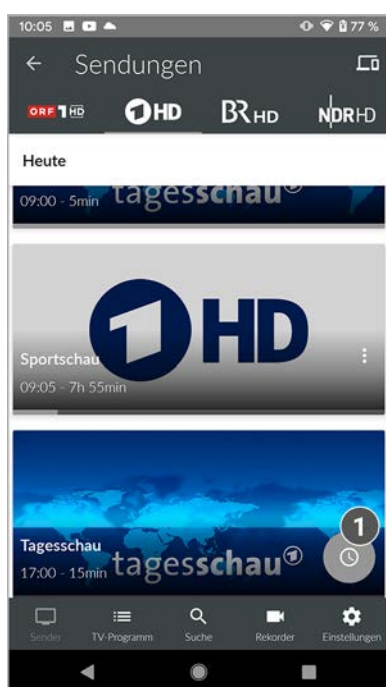 10:05 77 %
Sendungen
ORF 1 HD 1 HD BR HD NDR HD
Heute
tagesschau
09:00 - 5min
1 HD
Sportschau
09:05 - 7h 55min
1
Tagesschau
tagesschau®
17:00 - 15min
Sender TV-Programm Suche Rekorder Einstellungen